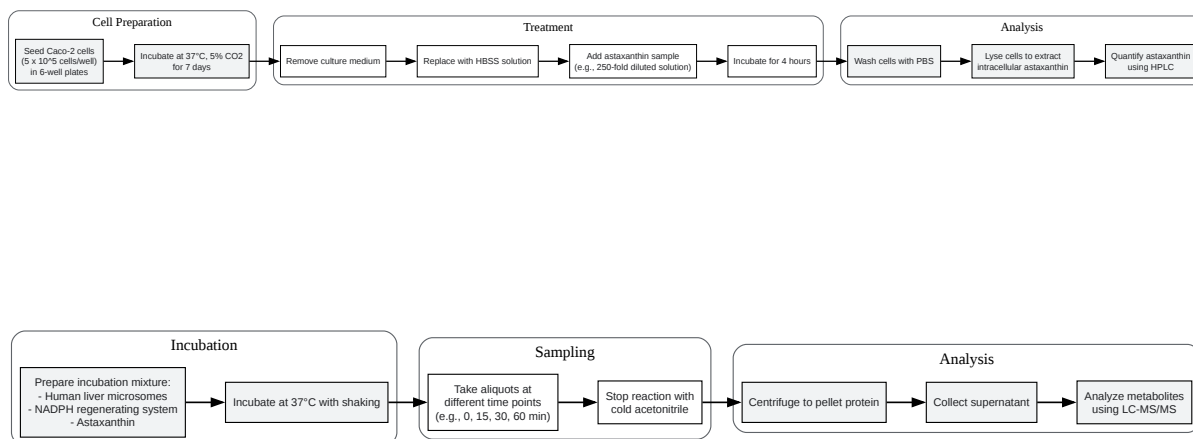 Cell Preparation
Seed Caco-2 cells
(5 x 10^5 cells/well)
in 6-well plates
Incubate at 37°C, 5% CO2
for 7 days
Treatment
Remove culture medium
Replace with HBSS solution
Add astaxanthin sample
(e.g., 250-fold diluted solution)
Incubate for 4 hours
Analysis
Wash cells with PBS
Lyse cells to extract
intracellular astaxanthin
Quantify astaxanthin
using HPLC
Incubation
Prepare incubation mixture:
- Human liver microsomes
- NADPH regenerating system
- Astaxanthin
Incubate at 37°C with shaking
Sampling
Take aliquots at
different time points
(e.g., 0, 15, 30, 60 min)
Stop reaction with
cold acetonitrile
Analysis
Centrifuge to pellet protein
Collect supernatant
Analyze metabolites
using LC-MS/MS